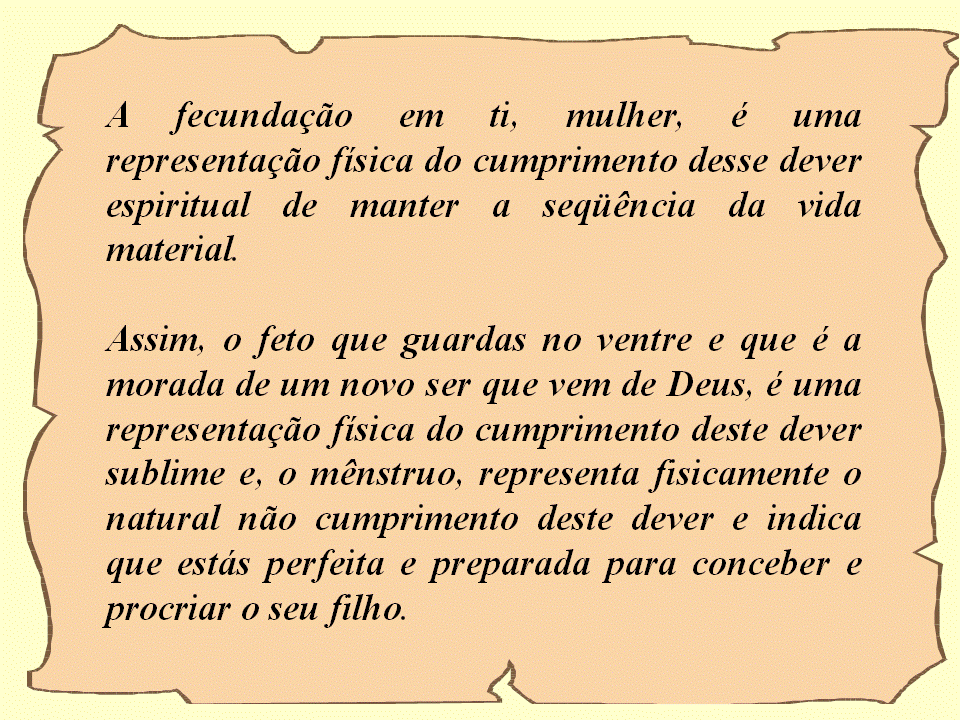 A fecundação em ti, mulher, é uma
representação física do cumprimento desse dever
espiritual de manter a seqüência da vida
material.
Assim, o feto que guardas no ventre e que é a
morada de um novo ser que vem de Deus, é uma
representação física do cumprimento deste dever
sublime e, o mênstruo, representa fisicamente o
natural não cumprimento deste dever e indica
que estás perfeita e preparada para conceber e
procriar o seu filho.